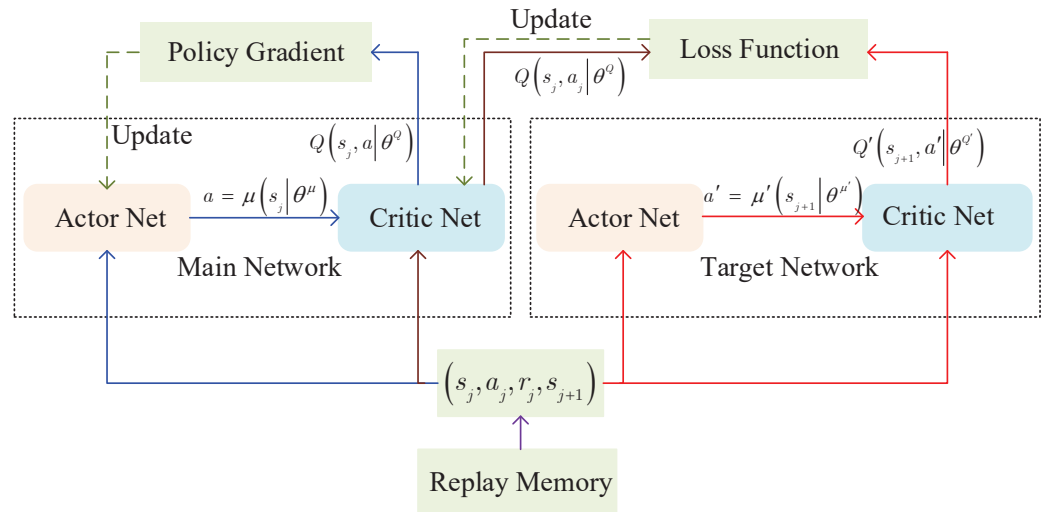 Update
Policy Gradient
Loss Function
Q(s_j, a_j|θ^Q)
Update
Q(s_j, a|θ^Q)
Q′(s_{j+1}, a′|θ^{Q′})
a = μ(s_j|θ^μ)
a′ = μ′(s_{j+1}|θ^{μ′})
Actor Net
Critic Net
Actor Net
Critic Net
Main Network
Target Network
(s_j, a_j, r_j, s_{j+1})
Replay Memory